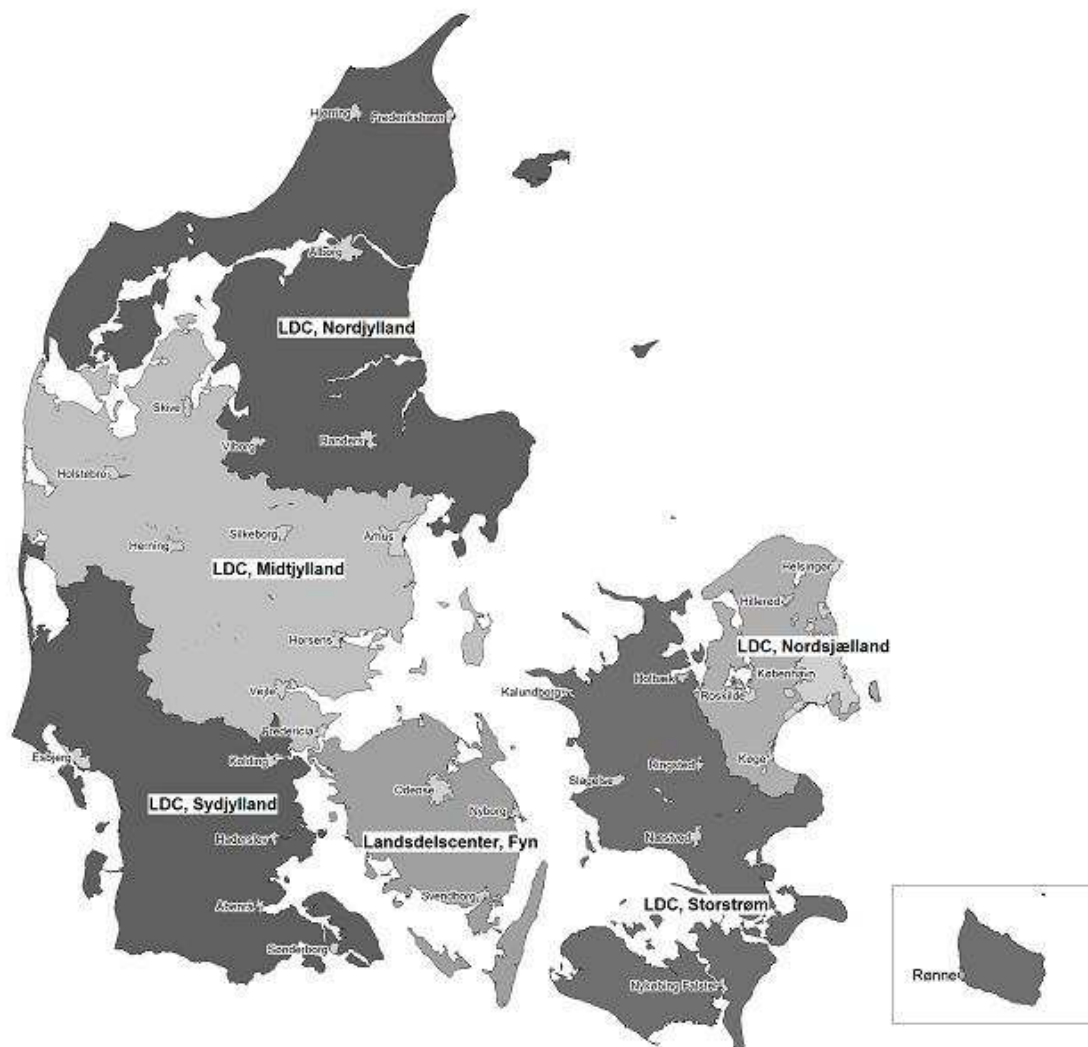 Hjørring
Frederikshavn
Ålborg
LDC, Nordjylland
Skive
Viborg
Randers
Holstebro
Silkeborg
Århus
Herning
LDC, Midtjylland
Helsingør
Hillerød
Horsens
LDC, Nordsjælland
Holbæk
København
Vejle
Kalundborg
Roskilde
Fredericia
Esbjerg
Kolding
Ringsted
Køge
Slagelse
Odense
LDC, Sydjylland
Nyborg
Haderslev
Landsdelscenter, Fyn
Næstved
Svendborg
LDC, Storstrøm
Åbenrå
Sønderborg
Rønne
Nykøbing Falster